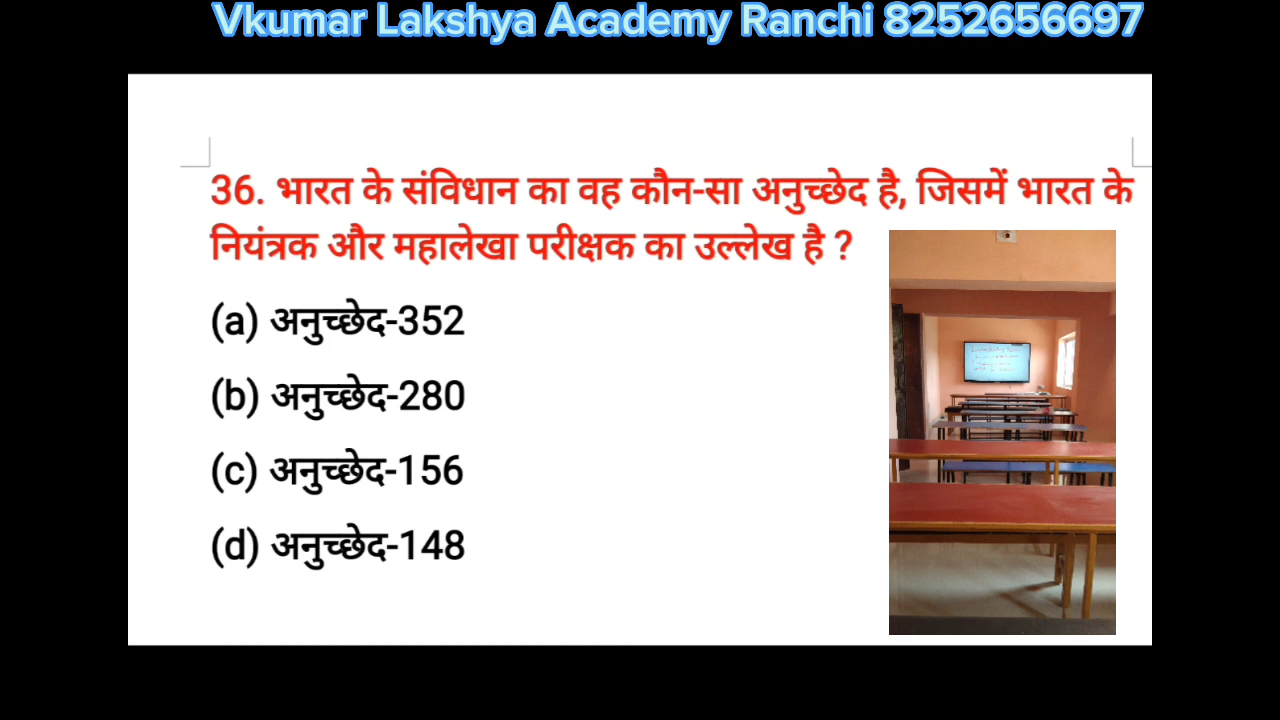 Vkumar Lakshya Academy Ranchi 8252656697
36. भारत के संविधान का वह कौन-सा अनुच्छेद है, जिसमें भारत के
नियंत्रक और महालेखा परीक्षक का उल्लेख है ?
(a) अनुच्छेद-352
(b) अनुच्छेद-280
(c) अनुच्छेद-156
(d) अनुच्छेद-148